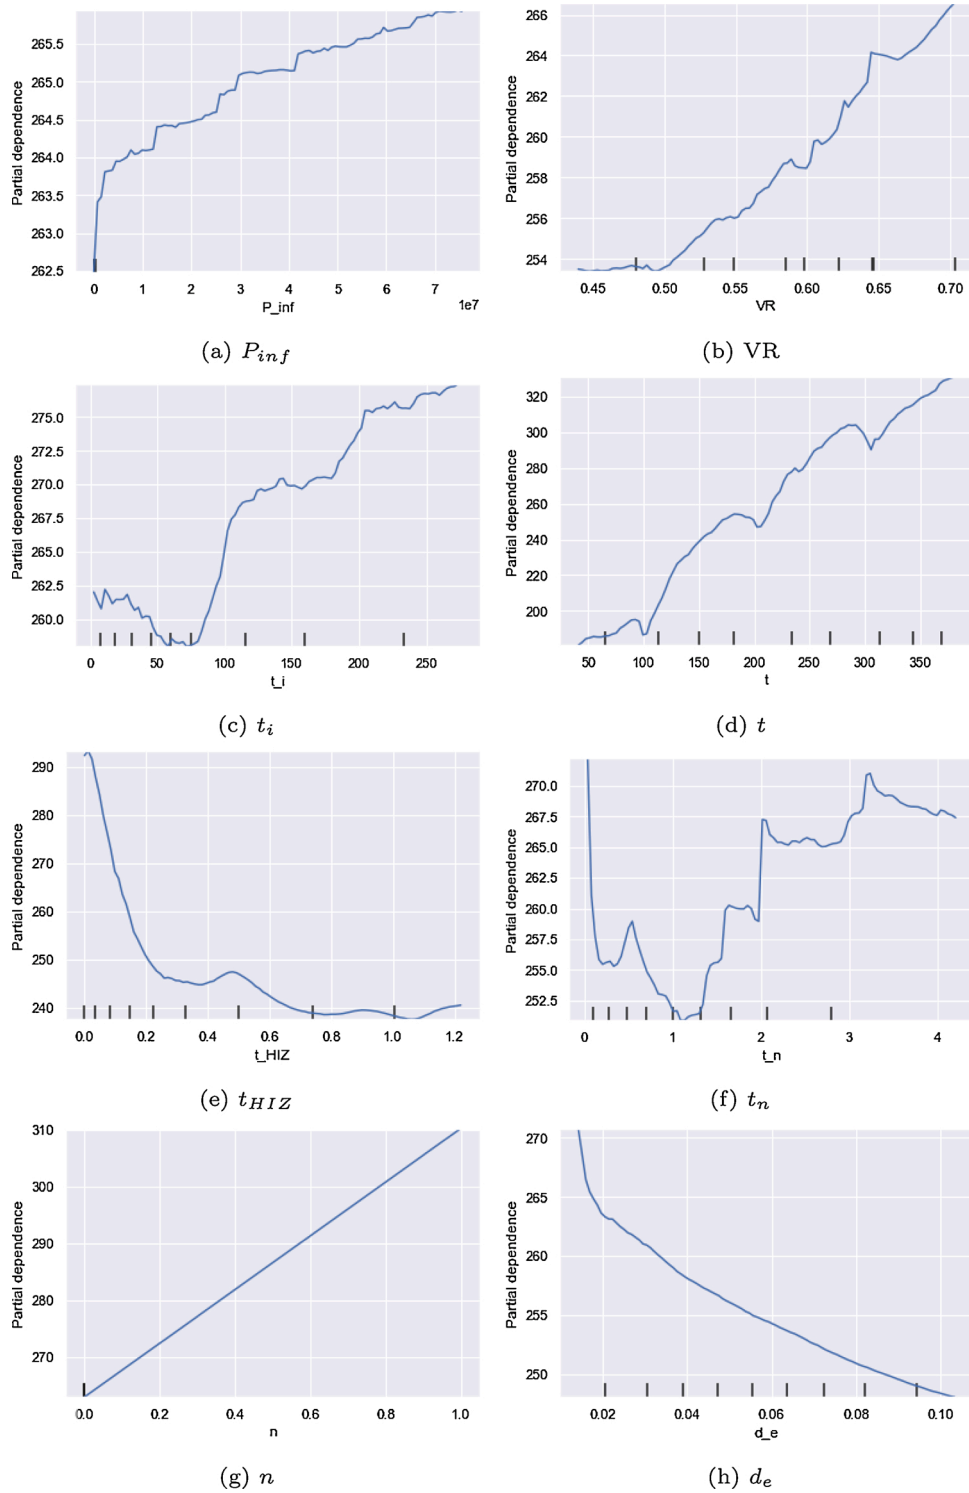 Partial dependence
265.5
265.0
264.5
264.0
263.5
263.0
262.5
0 1 2 3 4 5 6 7
1e7
P_inf
(a) P_inf
Partial dependence
266
264
262
260
258
256
254
0.45 0.50 0.55 0.60 0.65 0.70
VR
(b) VR
Partial dependence
275.0
272.5
270.0
267.5
265.0
262.5
260.0
0 50 100 150 200 250
t_i
(c) t_i
Partial dependence
320
300
280
260
240
220
200
50 100 150 200 250 300 350
t
(d) t
Partial dependence
290
280
270
260
250
240
0.0 0.2 0.4 0.6 0.8 1.0 1.2
t_HIZ
(e) t_HIZ
Partial dependence
270.0
267.5
265.0
262.5
260.0
257.5
255.0
252.5
0 1 2 3 4
t_n
(f) t_n
Partial dependence
310
300
290
280
270
0.0 0.2 0.4 0.6 0.8 1.0
n
(g) n
Partial dependence
270
265
260
255
250
0.02 0.04 0.06 0.08 0.10
d_e
(h) d_e